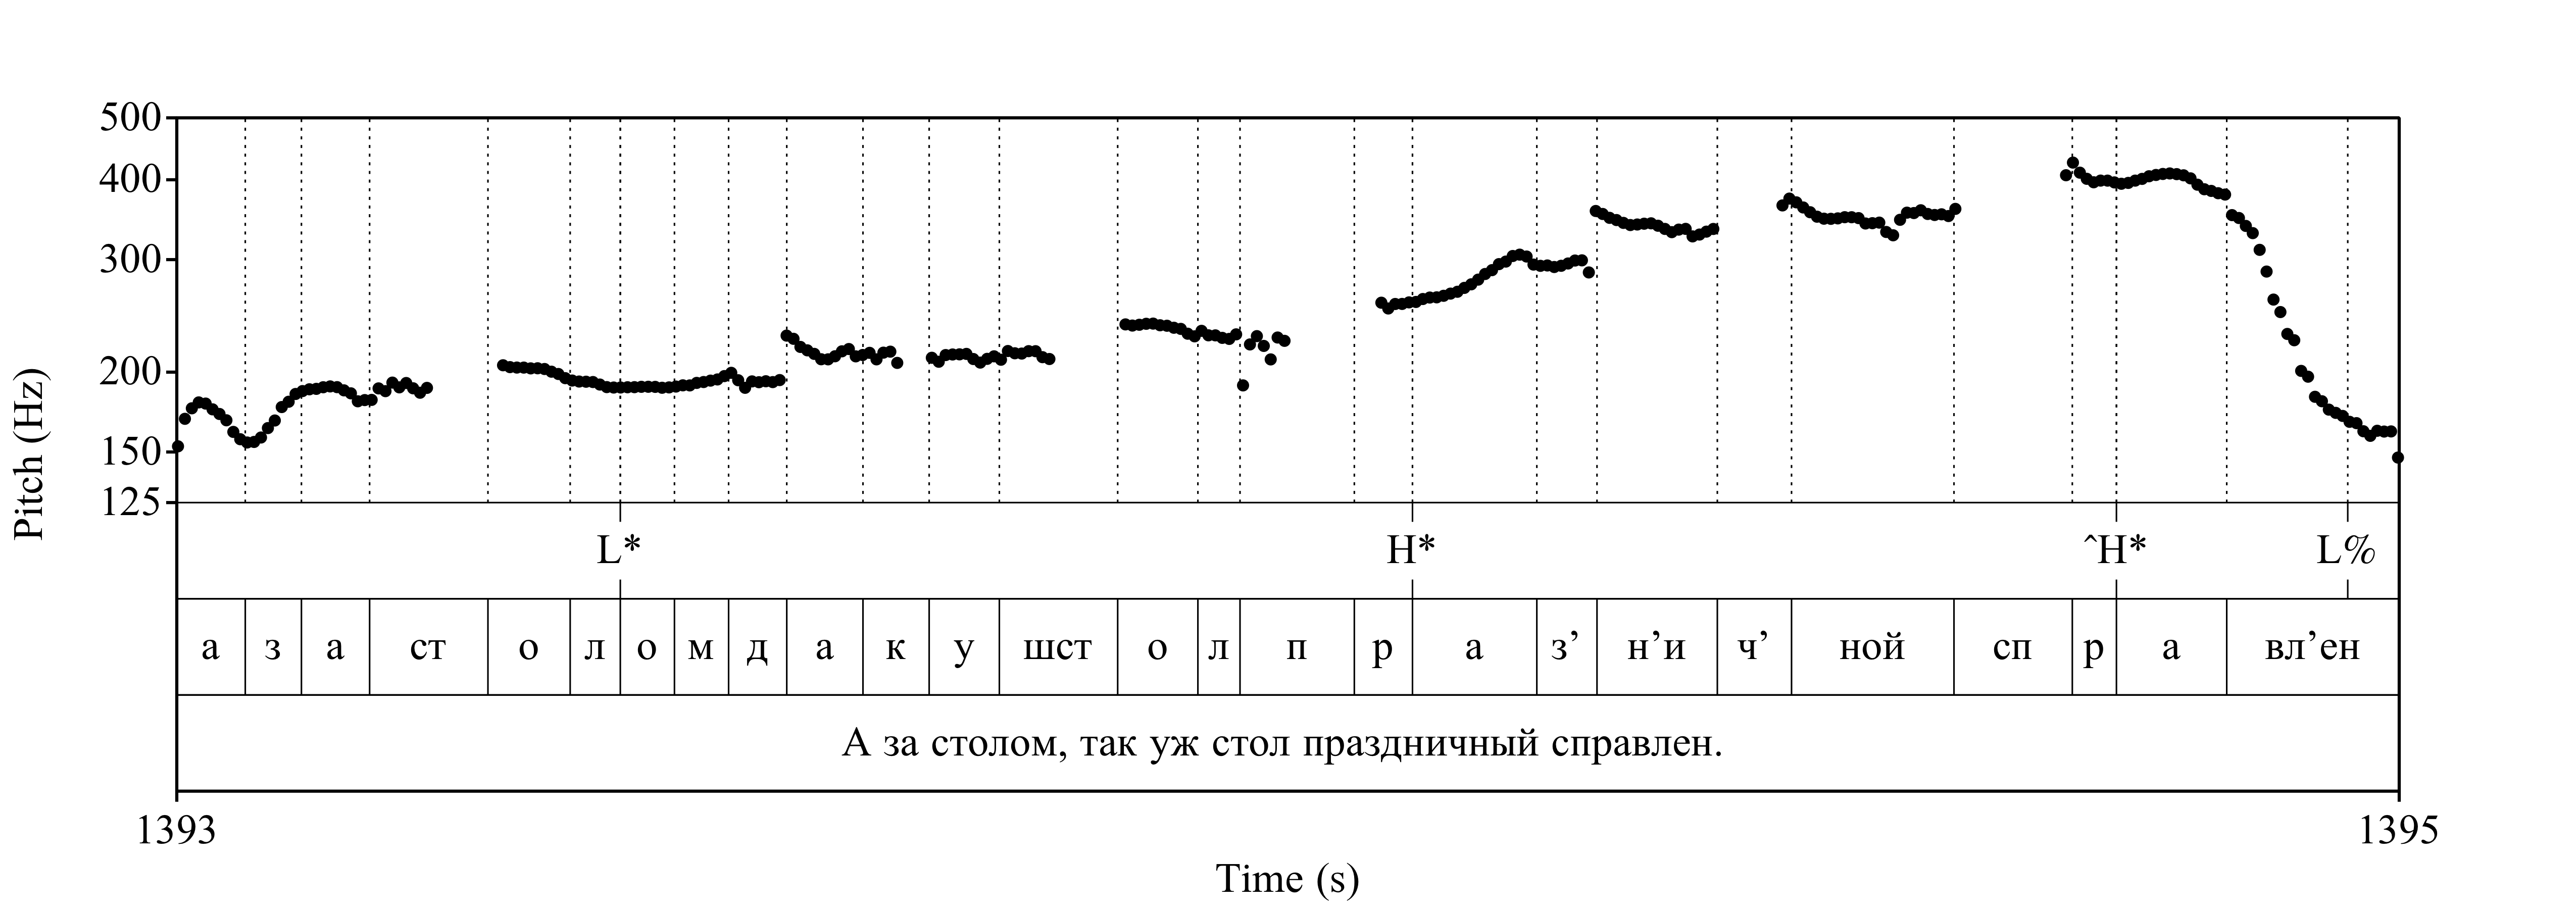 500
400
300
200
150
125
Pitch (Hz)
L* H* ˆH* L%
а з а ст о л о м д а к у шст о л п р а з’ н’и ч’ ной сп р а вл’ен
А за столом, так уж стол праздничный справлен.
1393 1395
Time (s)